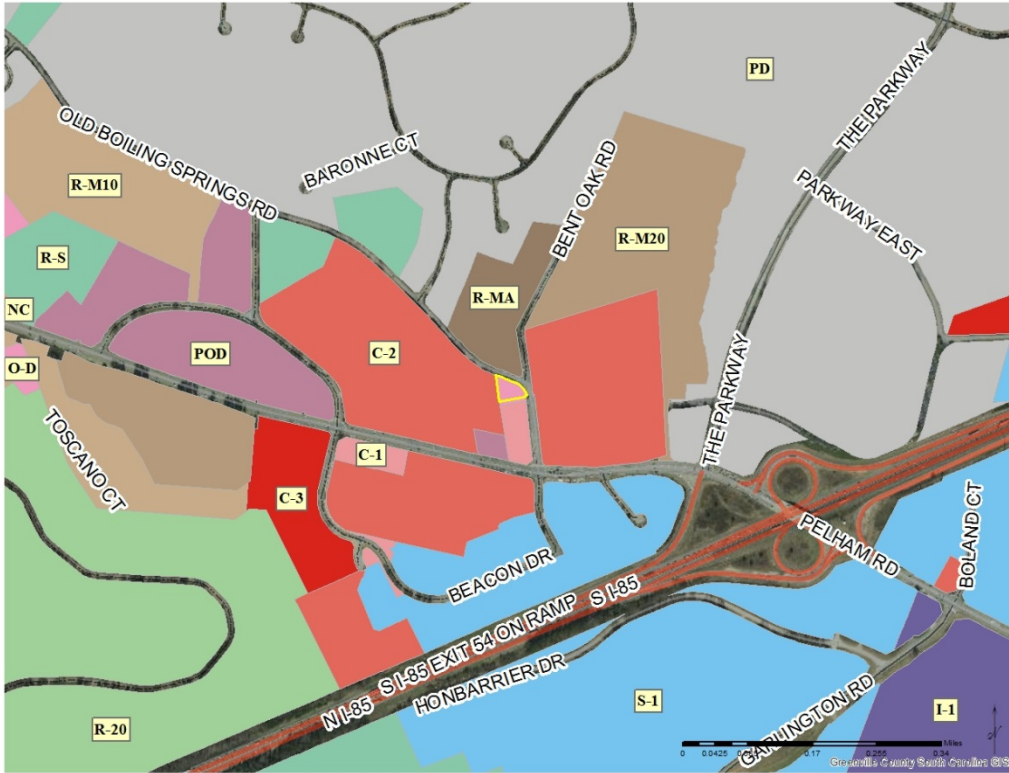 PD
THE PARKWAY
OLD BOILING SPRINGS RD
BARONNE CT
BENT OAK RD
PARKWAY EAST
R-M10
R-M20
R-S
R-MA
NC
POD
C-2
O-D
THE PARKWAY
TOSCANO CT
C-1
C-3
PELHAM RD
BOLAND CT
BEACON DR
N I-85
S I-85 EXIT 54 ON RAMP
S I-85
HONBARRIER DR
S-1
I-1
R-20
GARLINGTON RD
Miles
0 0.0425 0.085 0.17 0.255 0.34
Greenville County South Carolina GIS